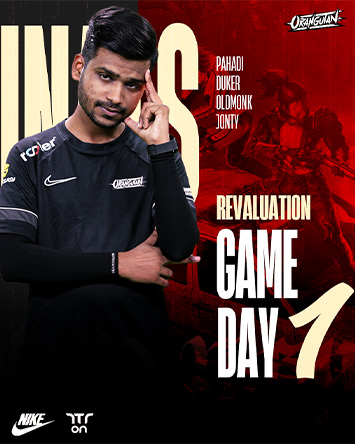 ORANGUTAN
PAHADI
DUKER
OLDMONK
JONTY
ORANGUTAN
REVALUATION
GAME
DAY 1
NIKE